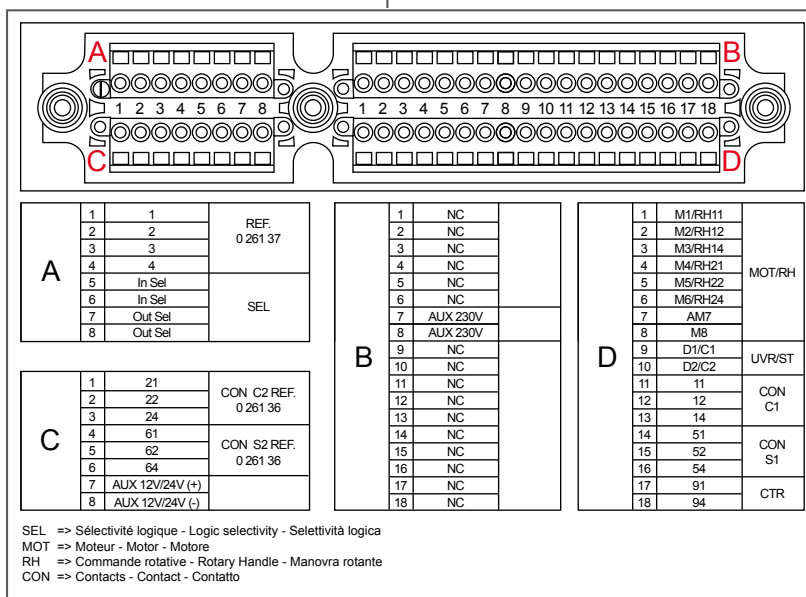 A B
1 2 3 4 5 6 7 8 1 2 3 4 5 6 7 8 9 10 11 12 13 14 15 16 17 18
C D
A
1 1
2 2
3 3
4 4
REF.
0 261 37
5 In Sel
6 In Sel
7 Out Sel
8 Out Sel
SEL
C
1 21
2 22
3 24
CON C2 REF.
0 261 36
4 61
5 62
6 64
CON S2 REF.
0 261 36
7 AUX 12V/24V (+)
8 AUX 12V/24V (-)
B
1 NC
2 NC
3 NC
4 NC
5 NC
6 NC
7 AUX 230V
8 AUX 230V
9 NC
10 NC
11 NC
12 NC
13 NC
14 NC
15 NC
16 NC
17 NC
18 NC
D
1 M1/RH11
2 M2/RH12
3 M3/RH14
4 M4/RH21
5 M5/RH22
6 M6/RH24
7 AM7
8 M8
MOT/RH
9 D1/C1
10 D2/C2
UVR/ST
11 11
12 12
13 14
CON
C1
14 51
15 52
16 54
CON
S1
17 91
18 94
CTR
SEL => Sélectivité logique - Logic selectivity - Selettività logica
MOT => Moteur - Motor - Motore
RH => Commande rotative - Rotary Handle - Manovra rotante
CON => Contacts - Contact - Contatto